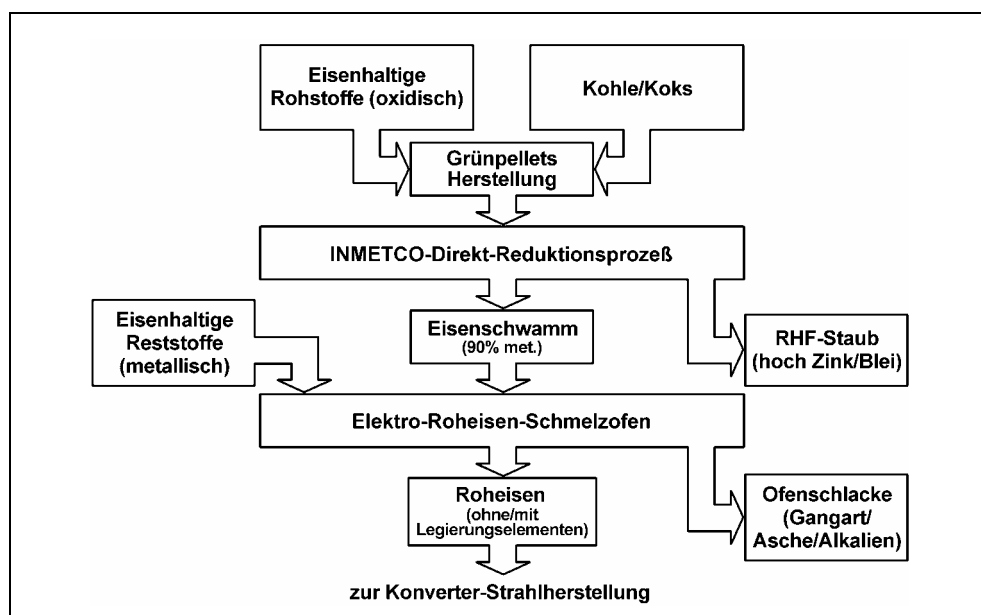 Eisenhaltige
Rohstoffe (oxidisch)
Kohle/Koks
Grünpellets
Herstellung
INMETCO-Direkt-Reduktionsprozeß
Eisenhaltige
Reststoffe
(metallisch)
Eisenschwamm
(90% met.)
RHF-Staub
(hoch Zink/Blei)
Elektro-Roheisen-Schmelzofen
Roheisen
(ohne/mit
Legierungselementen)
Ofenschlacke
(Gangart/
Asche/Alkalien)
zur Konverter-Strahlherstellung